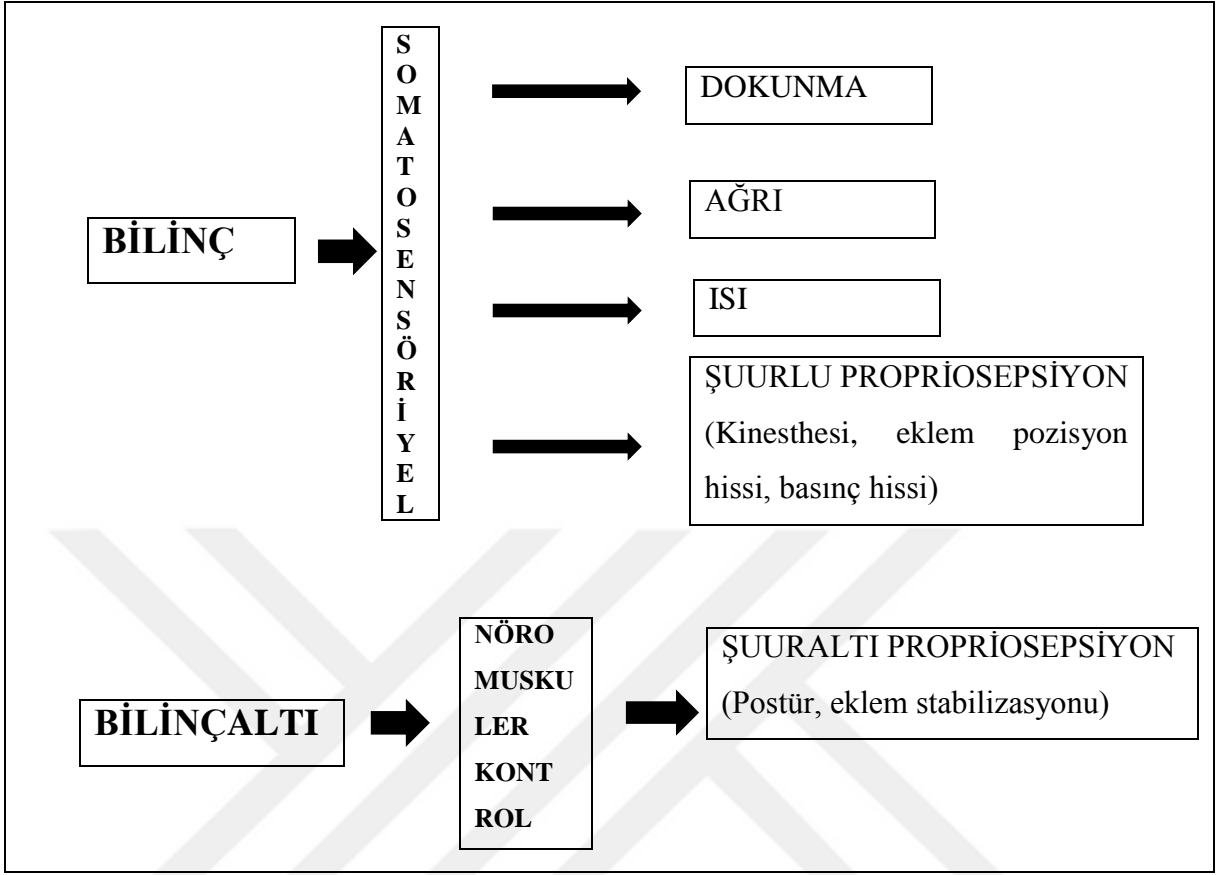 BİLİNÇ
S
O
M
A
T
O
S
E
N
S
Ö
R
İ
Y
E
L
DOKUNMA
AĞRI
ISI
ŞUURLU PROPRİOSEPSİYON
(Kinesthesi, eklem pozisyon
hissi, basınç hissi)
BİLİNÇALTI
NÖRO
MUSKU
LER
KONT
ROL
ŞUURALTI PROPRİOSEPSİYON
(Postür, eklem stabilizasyonu)